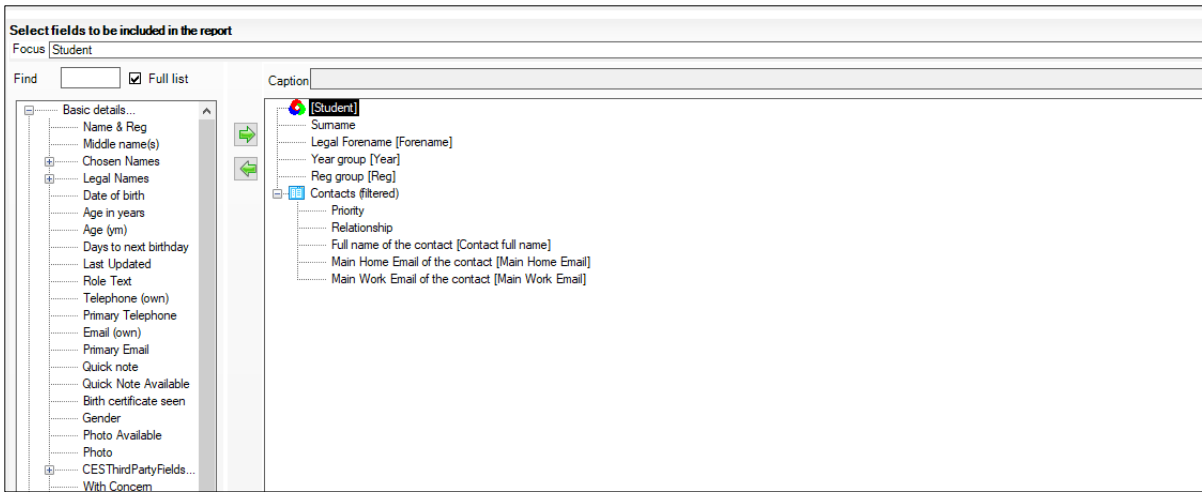 Select fields to be included in the report
Focus Student
Find
Full list
Caption
Basic details...
Name & Reg
Middle name(s)
Chosen Names
Legal Names
Date of birth
Age in years
Age (ym)
Days to next birthday
Last Updated
Role Text
Telephone (own)
Primary Telephone
Email (own)
Primary Email
Quick note
Quick Note Available
Birth certificate seen
Gender
Photo Available
Photo
CESThirdPartyFields...
With Concern
[Student]
Surname
Legal Forename [Forename]
Year group [Year]
Reg group [Reg]
Contacts (filtered)
Priority
Relationship
Full name of the contact [Contact full name]
Main Home Email of the contact [Main Home Email]
Main Work Email of the contact [Main Work Email]